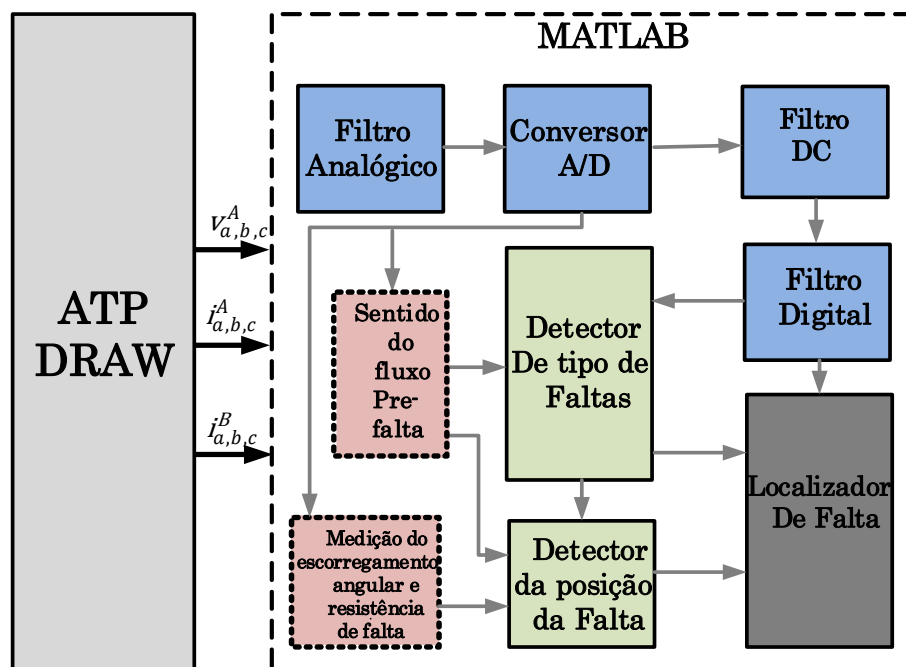 MATLAB
ATP
DRAW
v^A_{a,b,c}
i^A_{a,b,c}
i^B_{a,b,c}
Filtro
Analógico
Conversor
A/D
Filtro
DC
Sentido
do
fluxo
Pre-
falta
Detector
De tipo de
Faltas
Filtro
Digital
Medição do
escorregamento
angular e
resistência
de falta
Detector
da posição
da Falta
Localizador
De Falta